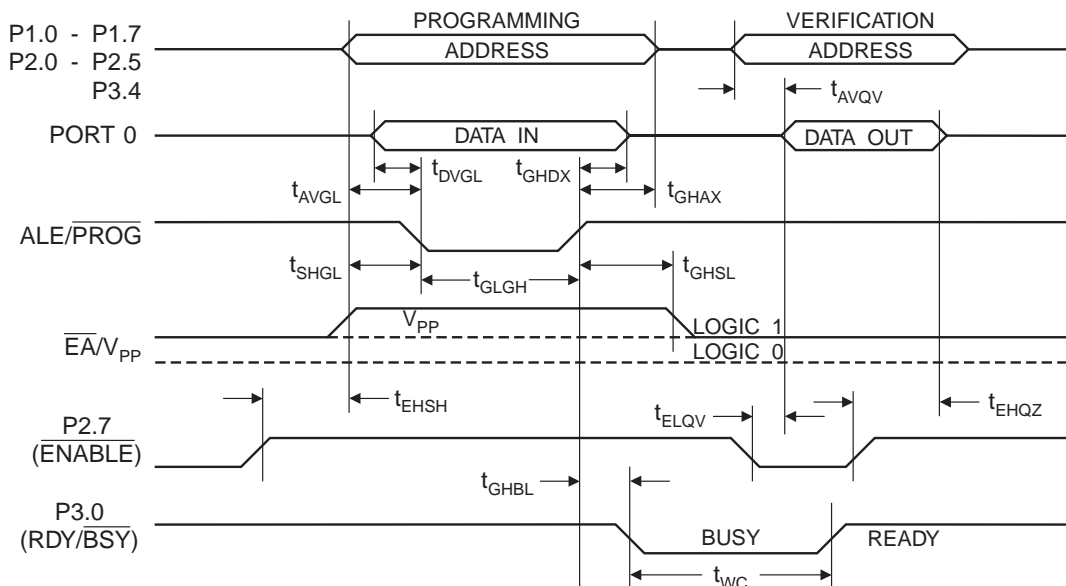 PROGRAMMING VERIFICATION
P1.0 - P1.7
P2.0 - P2.5
P3.4
ADDRESS ADDRESS
tAVQV
PORT 0 DATA IN DATA OUT
tDVGL tGHDX
tAVGL tGHAX
ALE/PROG
tSHGL tGLGH tGHSL
EA/VPP VPP LOGIC 1
LOGIC 0
tEHSH tELQV tEHQZ
P2.7
(ENABLE)
tGHBL
P3.0
(RDY/BSY) BUSY READY
tWC